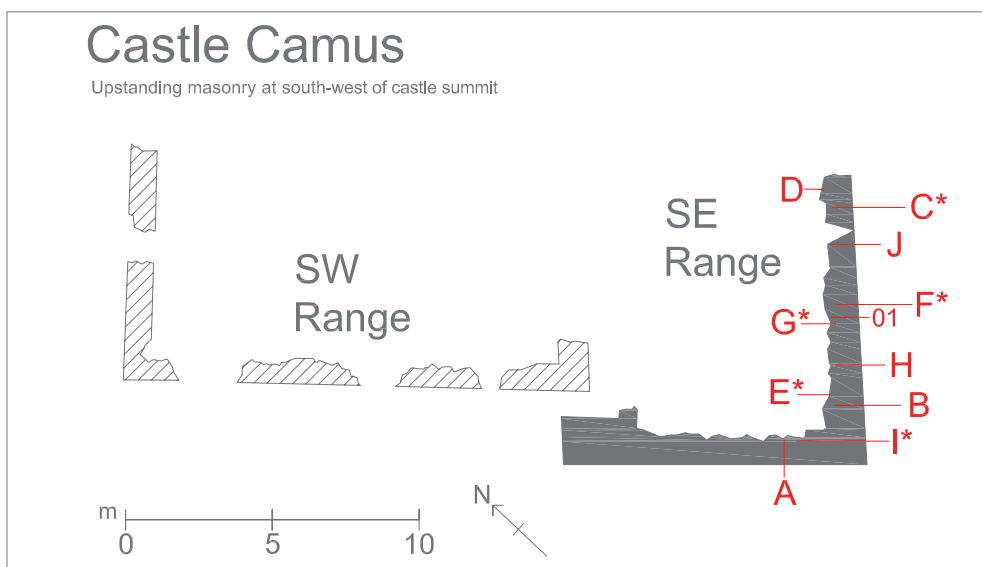 Castle Camus
Upstanding masonry at south-west of castle summit
SW
Range
SE
Range
D
C*
J
F*
G*
01
H
E*
B
I*
A
N
m
0 5 10